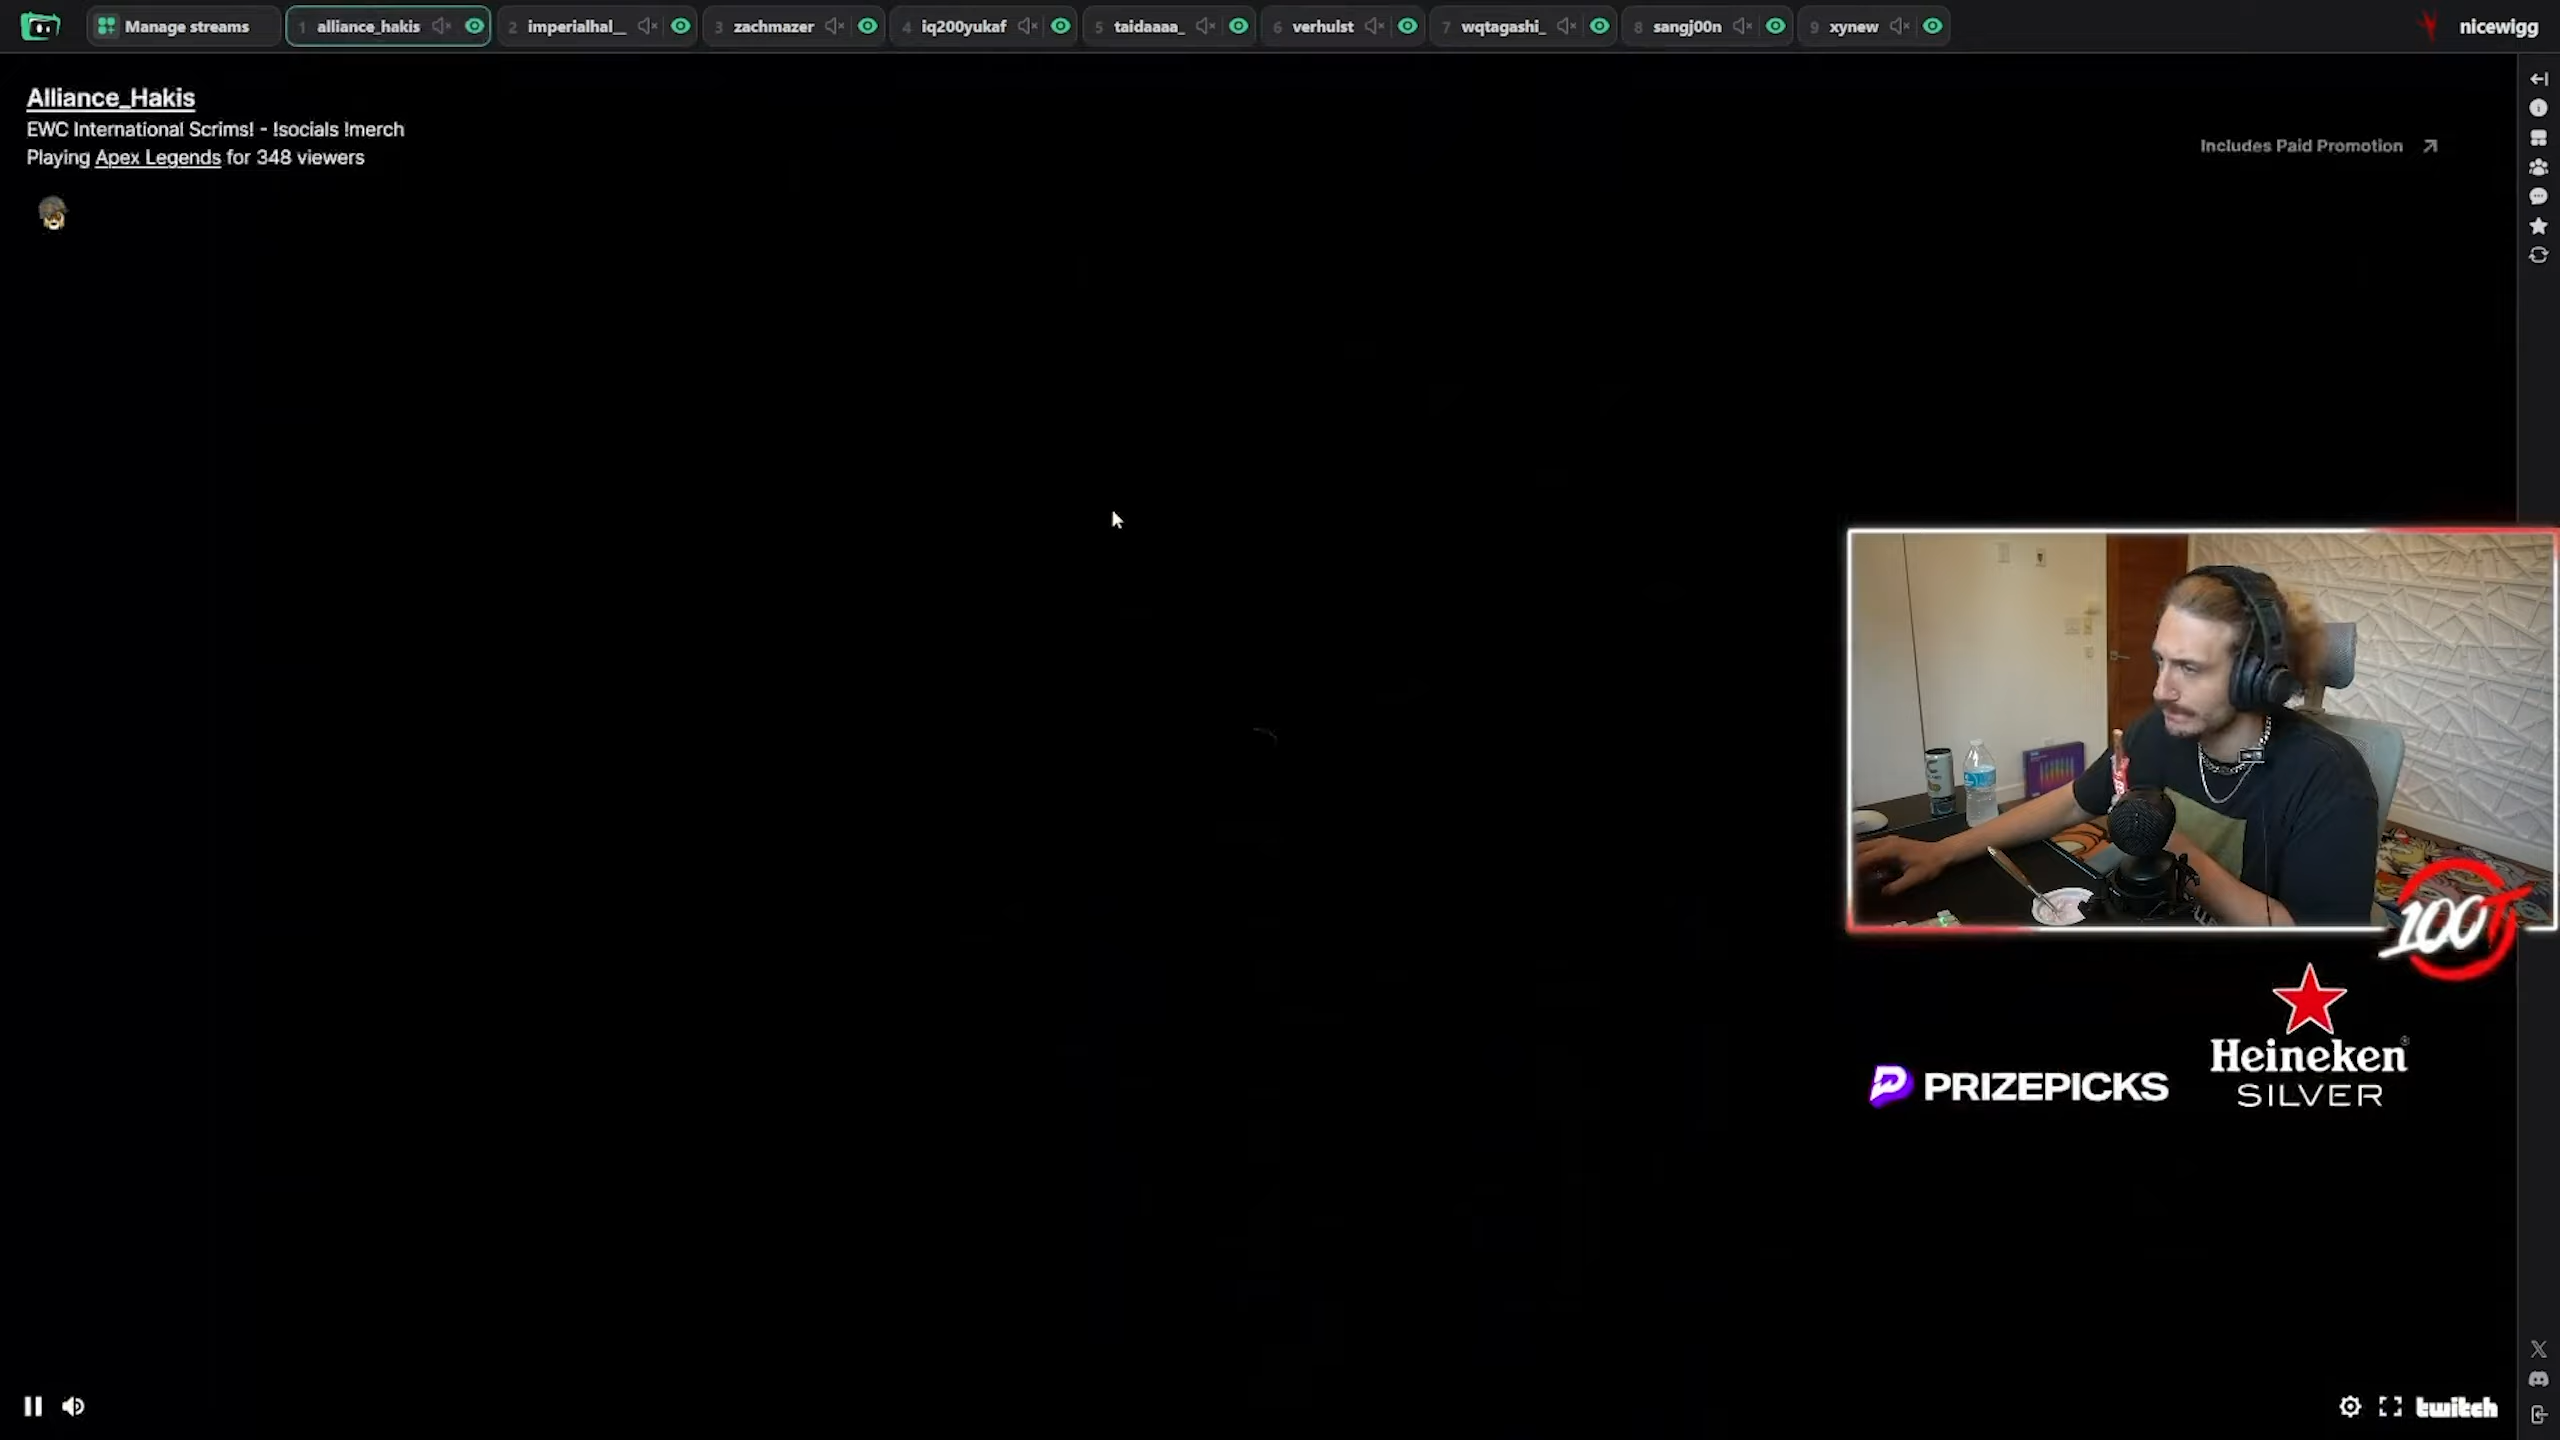 Manage streams
1 alliance_hakis
2 imperialhal__
3 zachmazer
4 iq200yukaf
5 taidaaaa_
6 verhulst
7 wqtagashi_
8 sangj00n
9 xynew
nicewigg
Alliance_Hakis
EWC International Scrims! - !socials !merch
Playing Apex Legends for 348 viewers
Includes Paid Promotion
100T
PRIZEPICKS
Heineken
SILVER
twitch